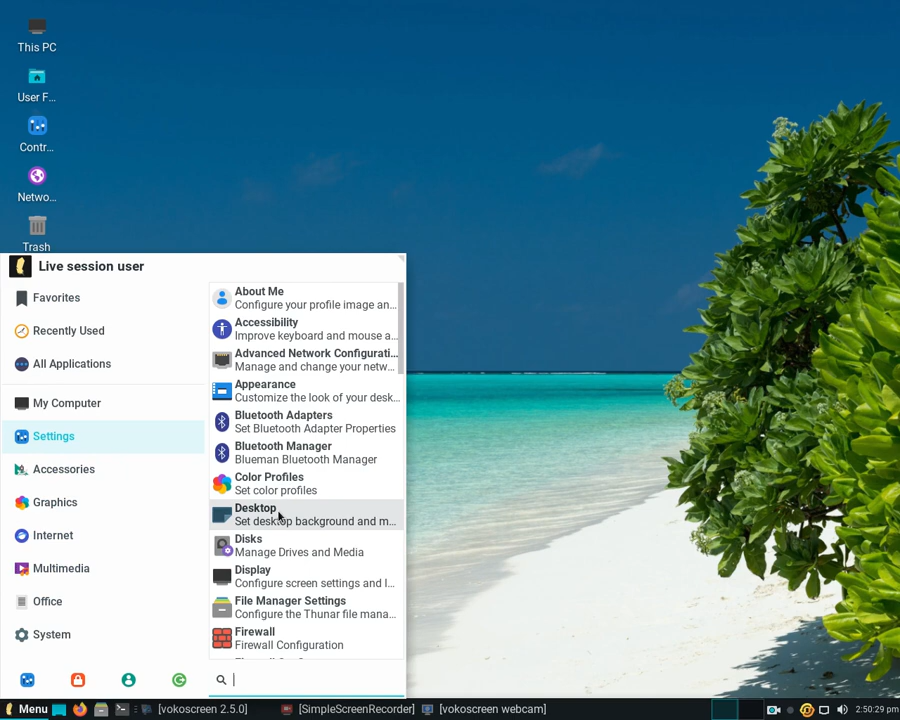 This PC
User F...
Contr...
Netwo...
Trash
Live session user
Favorites
Recently Used
All Applications
My Computer
Settings
Accessories
Graphics
Internet
Multimedia
Office
System
About Me
Configure your profile image an...
Accessibility
Improve keyboard and mouse a...
Advanced Network Configurati...
Manage and change your netw...
Appearance
Customize the look of your desk...
Bluetooth Adapters
Set Bluetooth Adapter Properties
Bluetooth Manager
Blueman Bluetooth Manager
Color Profiles
Set color profiles
Desktop
Set desktop background and m...
Disks
Manage Drives and Media
Display
Configure screen settings and l...
File Manager Settings
Configure the Thunar file mana...
Firewall
Firewall Configuration
Menu
[vokoscreen 2.5.0]
[SimpleScreenRecorder]
[vokoscreen webcam]
2:50:29 pm